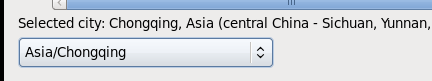 Selected city: Chongqing, Asia (central China - Sichuan, Yunnan,
Asia/Chongqing